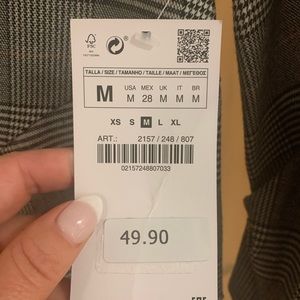 FSC
TALLA / SIZE / TAMANHO / TAILLE / MAAT / ΜΕΓΕΘΟΣ
M USA MEX UK IT BR
M 28 M M M
XS S M L XL
ART.: 2157 / 248 / 807
02157248807033
49.90